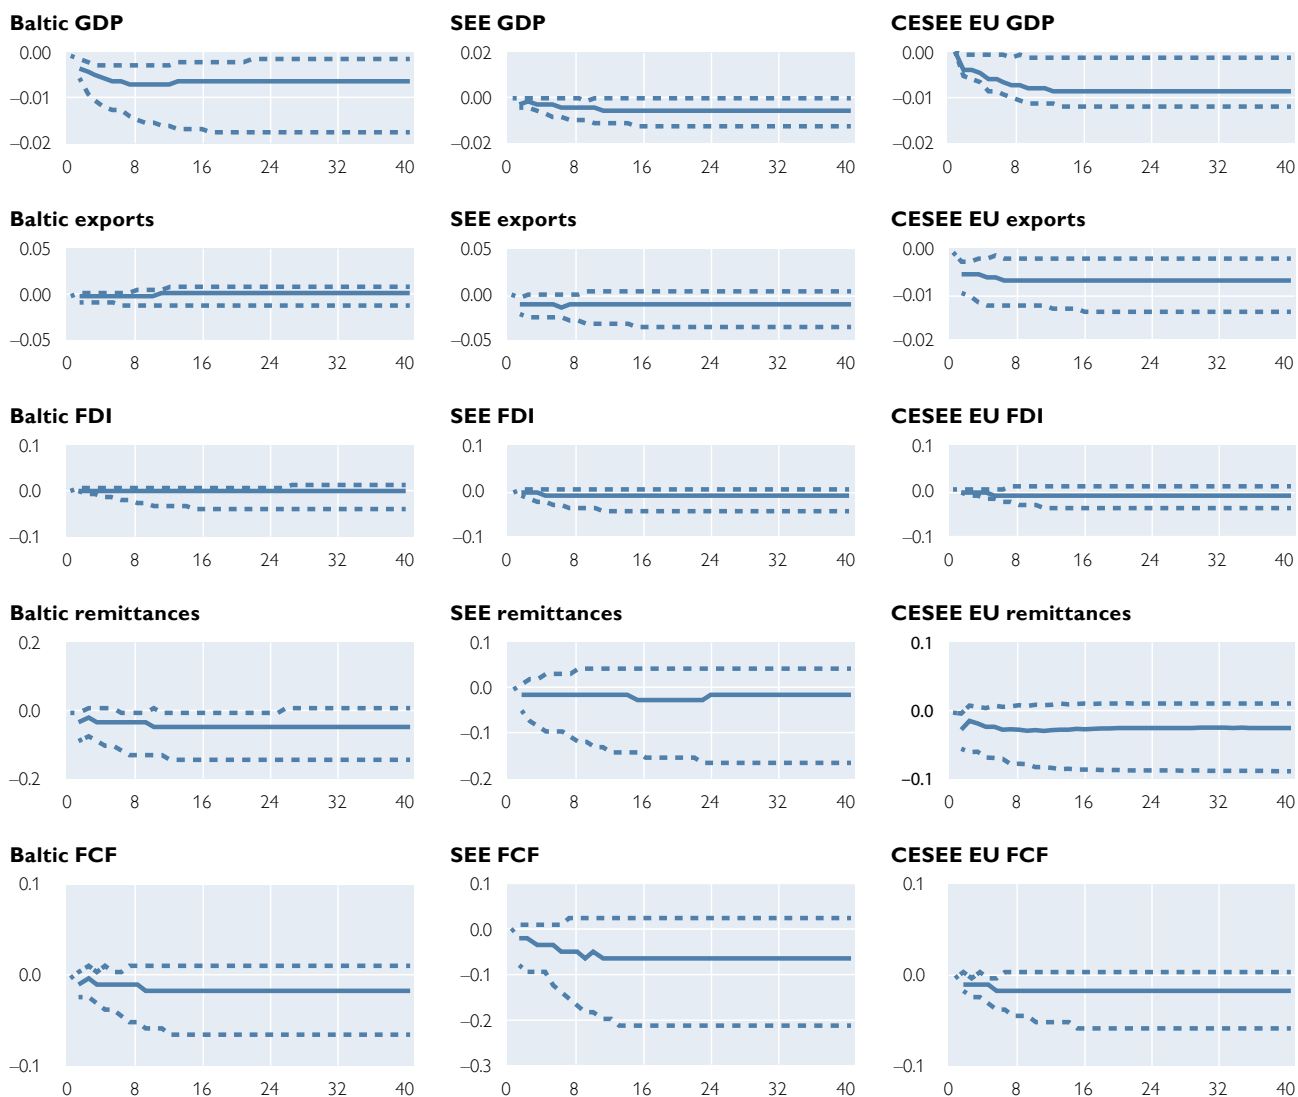 Baltic GDP
0.00
–0.01
–0.02
0 8 16 24 32 40
SEE GDP
0.02
0.00
–0.02
0 8 16 24 32 40
CESEE EU GDP
0.00
–0.01
–0.02
0 8 16 24 32 40
Baltic exports
0.05
0.00
–0.05
0 8 16 24 32 40
SEE exports
0.05
0.00
–0.05
0 8 16 24 32 40
CESEE EU exports
0.00
–0.01
–0.02
0 8 16 24 32 40
Baltic FDI
0.1
0.0
–0.1
0 8 16 24 32 40
SEE FDI
0.1
0.0
–0.1
0 8 16 24 32 40
CESEE EU FDI
0.1
0.0
–0.1
0 8 16 24 32 40
Baltic remittances
0.2
0.0
–0.2
0 8 16 24 32 40
SEE remittances
0.1
0.0
–0.1
–0.2
0 8 16 24 32 40
CESEE EU remittances
0.1
0.0
–0.1
0 8 16 24 32 40
Baltic FCF
0.1
0.0
–0.1
0 8 16 24 32 40
SEE FCF
0.1
0.0
–0.1
–0.2
–0.3
0 8 16 24 32 40
CESEE EU FCF
0.1
0.0
–0.1
0 8 16 24 32 40